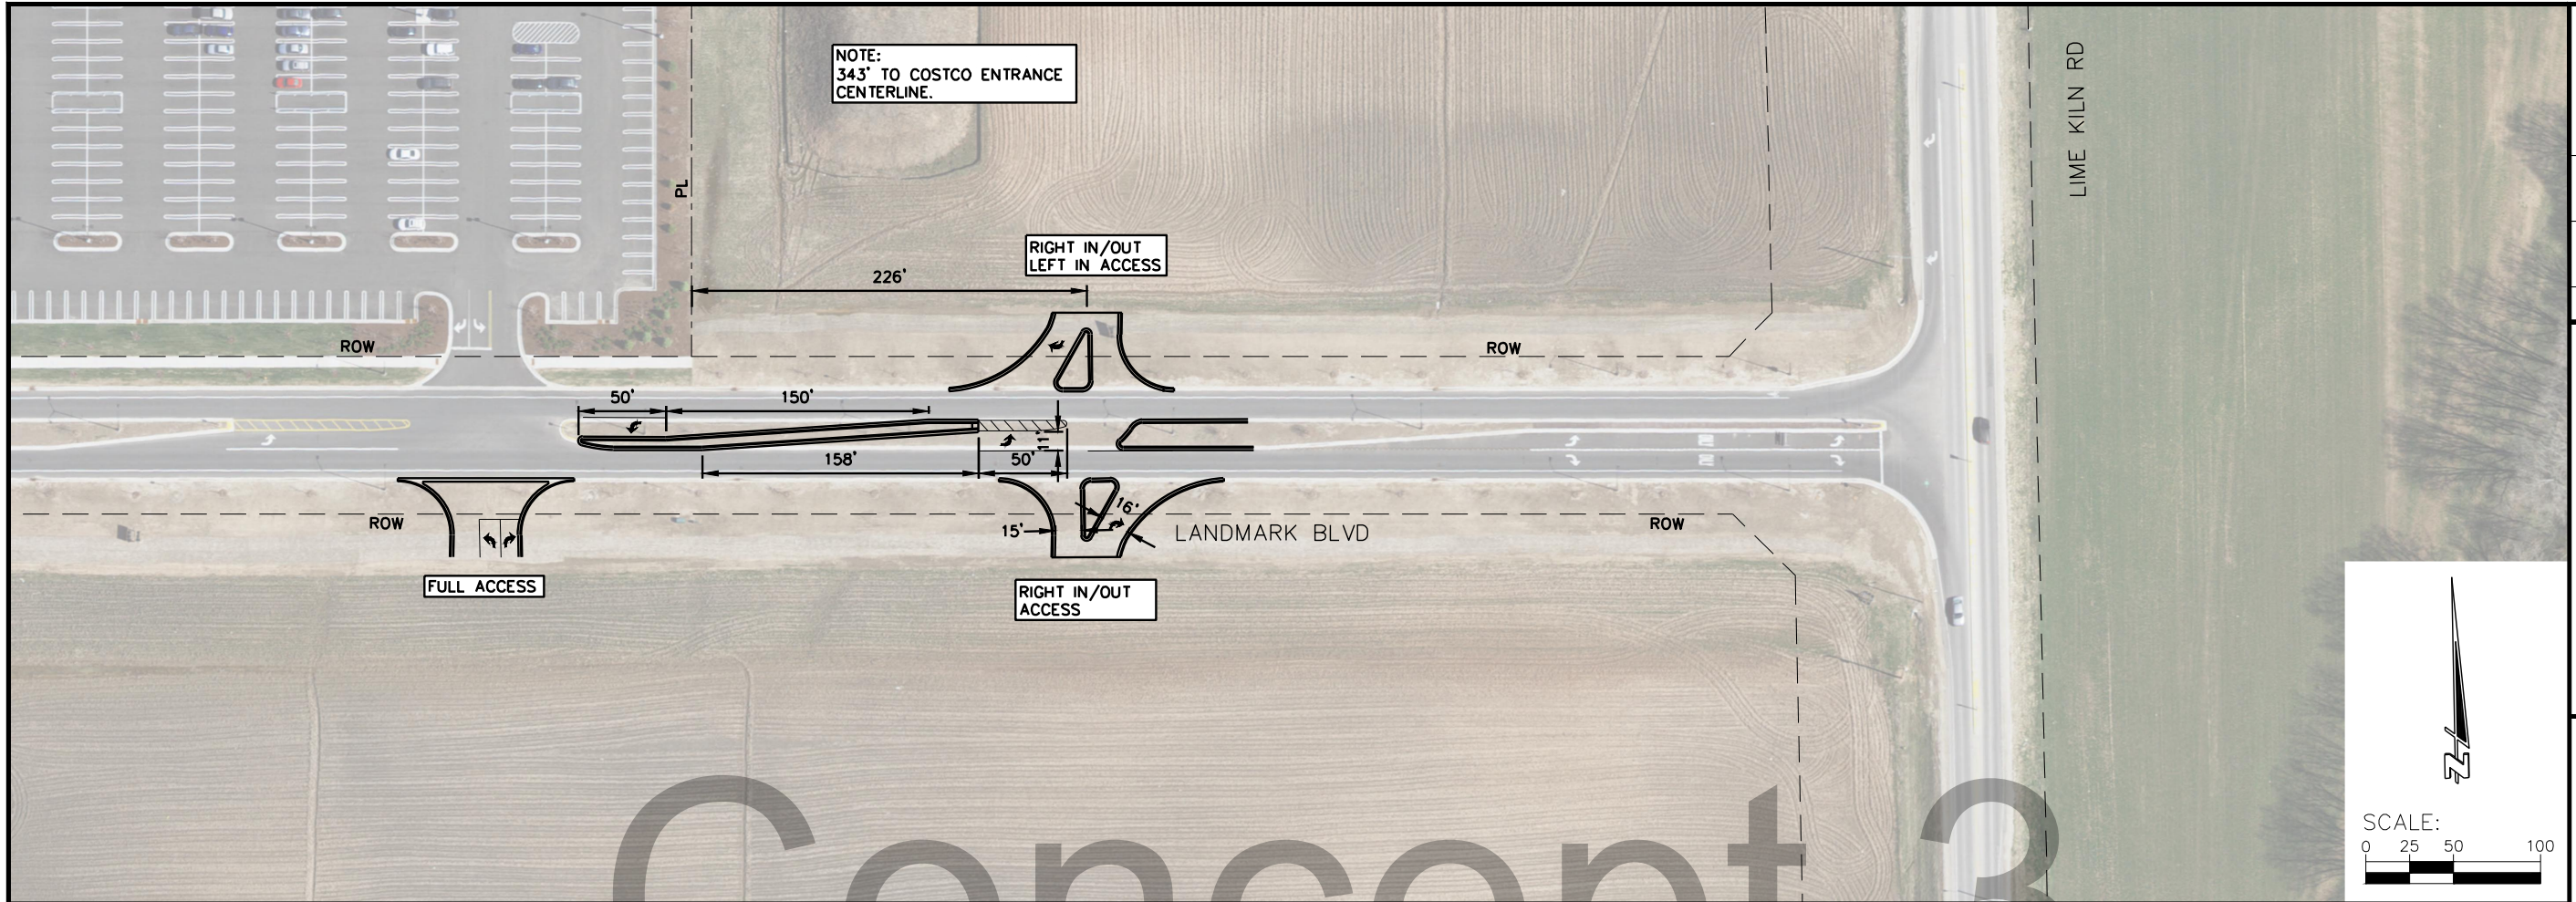 NOTE:
343' TO COSTCO ENTRANCE
CENTERLINE.
LIME KILN RD
PL
RIGHT IN/OUT
LEFT IN ACCESS
226'
ROW
ROW
50'
150'
11'
158'
50'
ROW
15'
16'
LANDMARK BLVD
ROW
FULL ACCESS
RIGHT IN/OUT
ACCESS
N
SCALE:
0 25 50 100
Concept 3